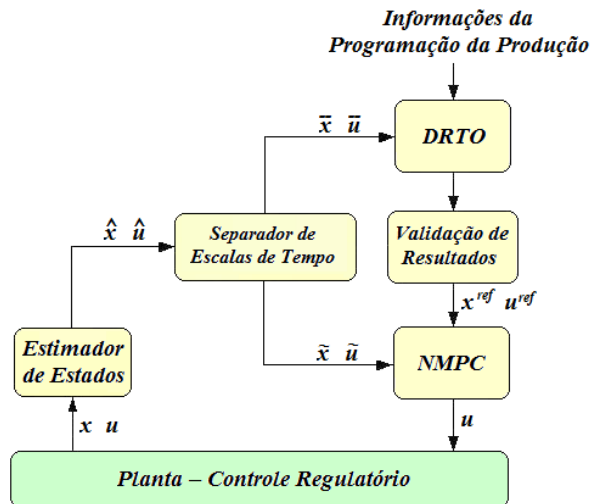 Informações da
Programação da Produção
x̄ ū
DRTO
x̂ û
Separador de
Escalas de Tempo
Validação de
Resultados
x^ref u^ref
Estimador
de Estados
x̃ ũ
NMPC
x u
u
Planta – Controle Regulatório